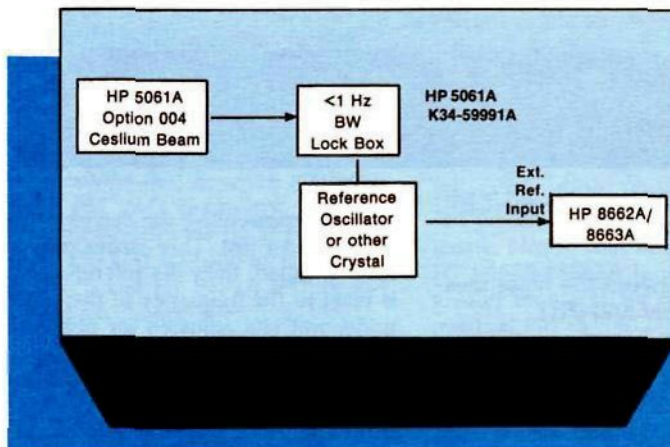 HP 5061A
Option 004
Ceslium Beam
<1 Hz
BW
Lock Box
HP 5061A
K34-59991A
Reference
Oscillator
or other
Crystal
Ext.
Ref.
Input
HP 8662A/
8663A